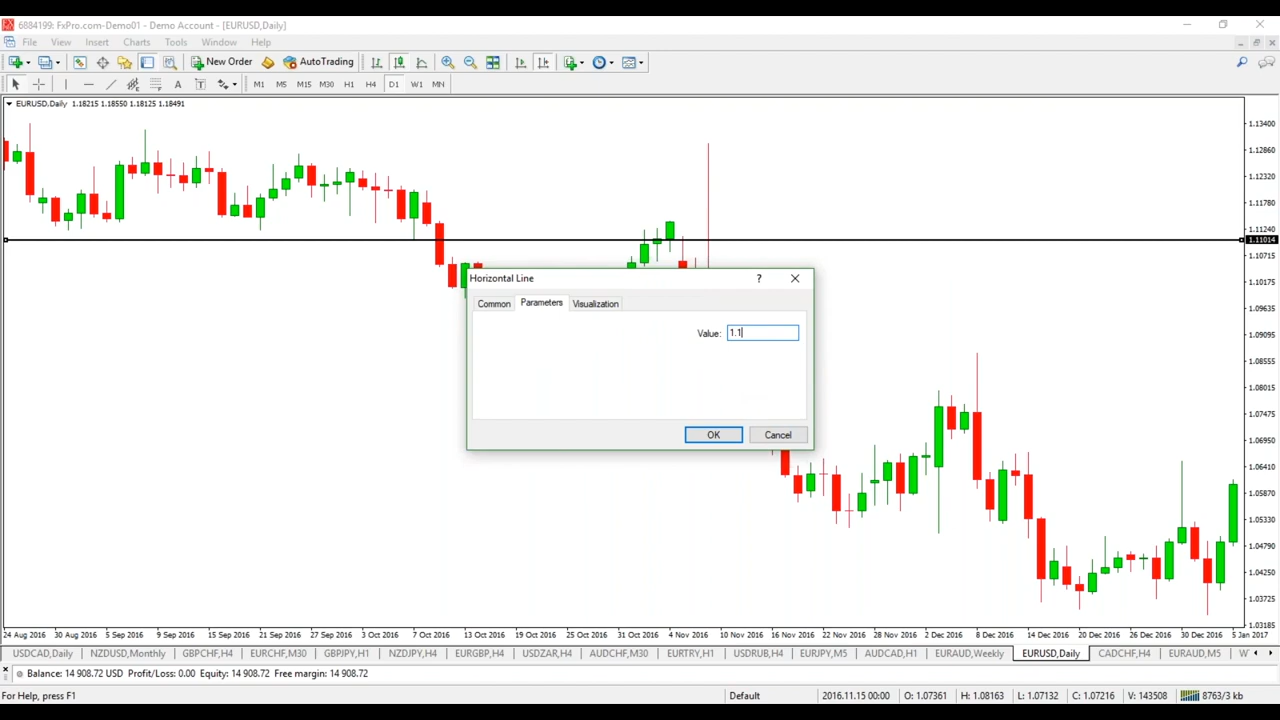 6884199: FxPro.com-Demo01 - Demo Account - [EURUSD,Daily]
File View Insert Charts Tools Window Help
New Order AutoTrading
A T M1 M5 M15 M30 H1 H4 D1 W1 MN
EURUSD,Daily 1.18215 1.18550 1.18125 1.18491
1.13400
1.12860
1.12320
1.11780
1.11240
1.11014
1.10715
1.10175
1.09635
1.09095
1.08555
1.08015
1.07475
1.06950
1.06410
1.05870
1.05330
1.04790
1.04250
1.03725
1.03185
Horizontal Line ?
Common Parameters Visualization
Value: 1.1
OK Cancel
24 Aug 2016 30 Aug 2016 5 Sep 2016 9 Sep 2016 15 Sep 2016 21 Sep 2016 27 Sep 2016 3 Oct 2016 7 Oct 2016 13 Oct 2016 19 Oct 2016 25 Oct 2016 31 Oct 2016 4 Nov 2016 10 Nov 2016 16 Nov 2016 22 Nov 2016 28 Nov 2016 2 Dec 2016 8 Dec 2016 14 Dec 2016 20 Dec 2016 26 Dec 2016 30 Dec 2016 5 Jan 2017
USDCAD,Daily NZDUSD,Monthly GBPCHF,H4 EURCHF,M30 GBPJPY,H1 NZDJPY,H4 EURGBP,H4 USDZAR,H4 AUDCHF,M30 EURTRY,H1 USDRUB,H4 EURJPY,M5 AUDCAD,H1 EURAUD,Weekly EURUSD,Daily CADCHF,H4 EURAUD,M5 W
Balance: 14 908.72 USD Profit/Loss: 0.00 Equity: 14 908.72 Free margin: 14 908.72
For Help, press F1 Default 2016.11.15 00:00 O: 1.07361 H: 1.08163 L: 1.07132 C: 1.07216 V: 143508 8763/3 kb